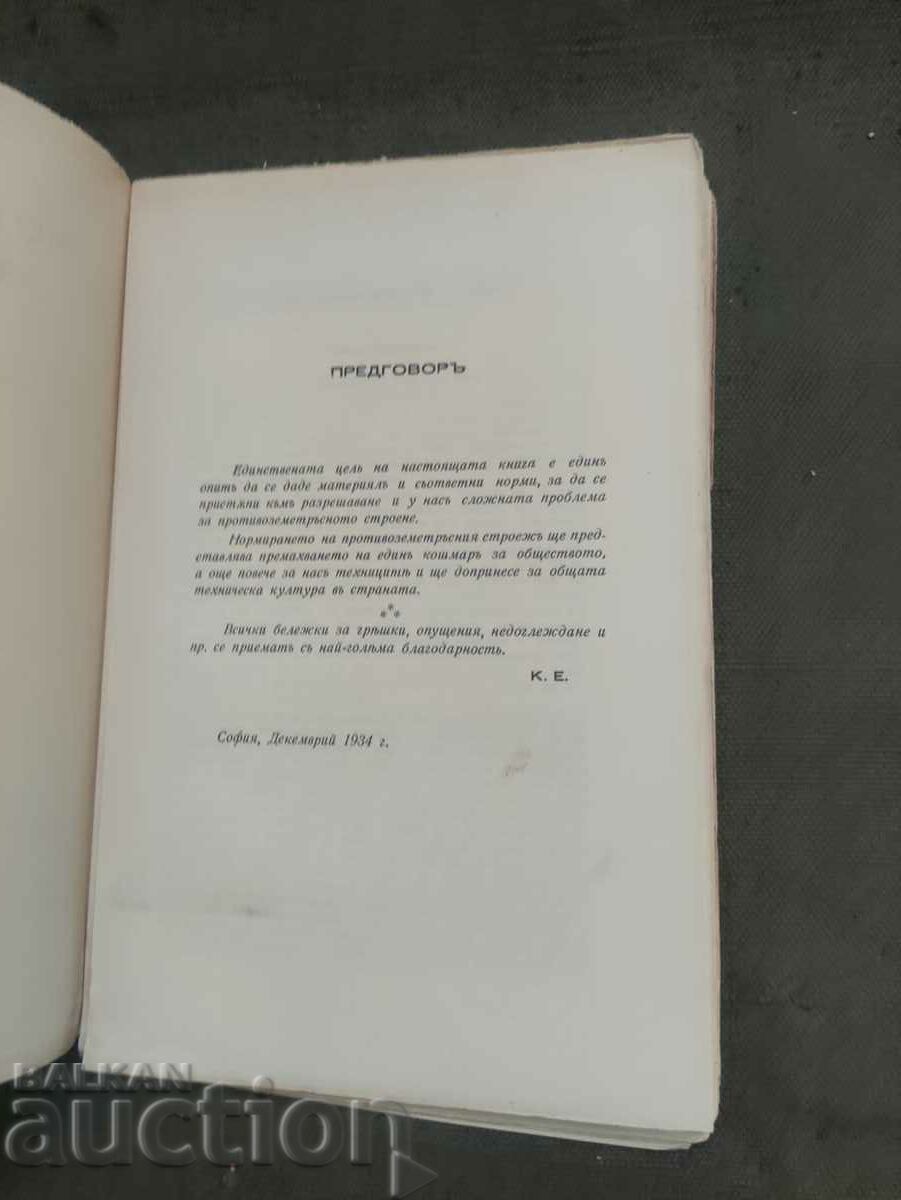 ПРЕДГОВОРЪ
Единствената цель на настоящата книга е единъ
опитъ да се даде материялъ и съответни норми, за да се
пристѫпи къмъ разрешаване и у насъ сложната проблема
за противоземетръсното строене.
Нормирането на противоземетръсния строежъ ще пред-
ставлява премахването на единъ кошмаръ за обществото,
а още повече за насъ техницитѣ и ще допринесе за общата
техническа култура въ страната.
***
Всички бележки за грѣшки, опущения, недоглеждане и
пр. се приематъ съ най-голѣма благодарность.
К. Е.
София, Декемврий 1934 г.
BALKAN
auction